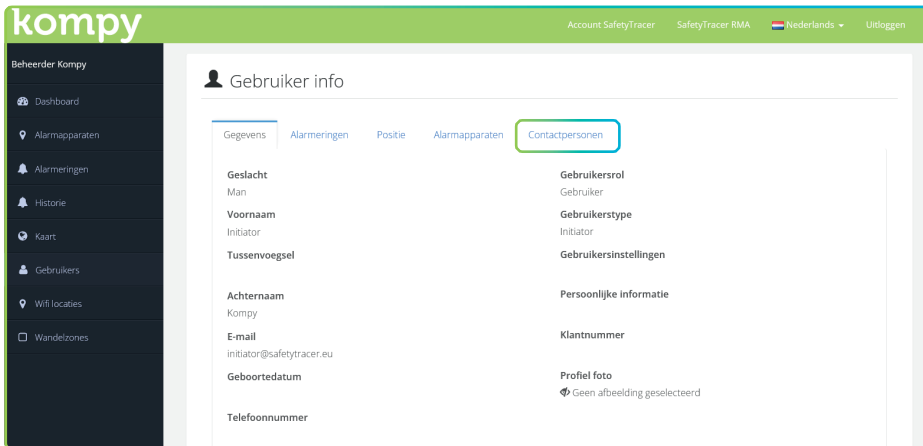 kompy
Account SafetyTracer SafetyTracer RMA Nederlands Uitloggen
Beheerder Kompy
Dashboard
Alarmapparaten
Alarmeringen
Historie
Kaart
Gebruikers
Wifi locaties
Wandelzones
Gebruiker info
Gegevens Alarmeringen Positie Alarmapparaten Contactpersonen
Geslacht
Man
Voornaam
Initiator
Tussenvoegsel
Achternaam
Kompy
E-mail
initiator@safetytracer.eu
Geboortedatum
Telefoonnummer
Gebruikersrol
Gebruiker
Gebruikerstype
Initiator
Gebruikersinstellingen
Persoonlijke informatie
Klantnummer
Profiel foto
Geen afbeelding geselecteerd